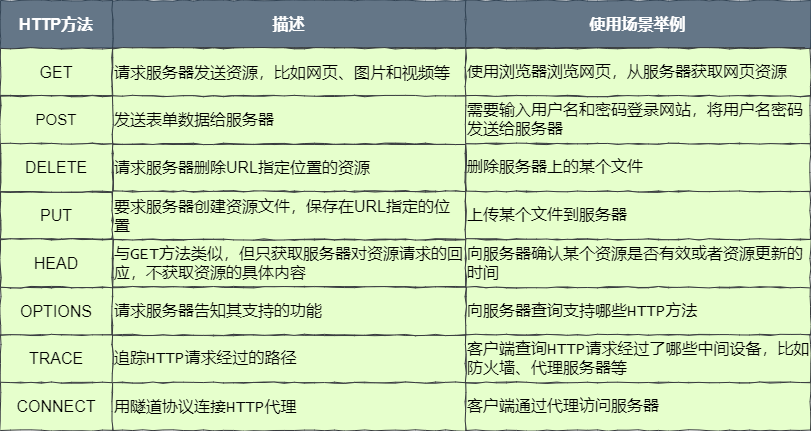 HTTP方法 描述 使用场景举例
GET 请求服务器发送资源，比如网页、图片和视频等 使用浏览器浏览网页，从服务器获取网页资源
POST 发送表单数据给服务器 需要输入用户名和密码登录网站，将用户名密码
发送给服务器
DELETE 请求服务器删除URL指定位置的资源 删除服务器上的某个文件
PUT 要求服务器创建资源文件，保存在URL指定的位
置 上传某个文件到服务器
HEAD 与GET方法类似，但只获取服务器对资源请求的回
应，不获取资源的具体内容 向服务器确认某个资源是否有效或者资源更新的
时间
OPTIONS 请求服务器告知其支持的功能 向服务器查询支持哪些HTTP方法
TRACE 追踪HTTP请求经过的路径 客户端查询HTTP请求经过了哪些中间设备，比如
防火墙、代理服务器等
CONNECT 用隧道协议连接HTTP代理 客户端通过代理访问服务器